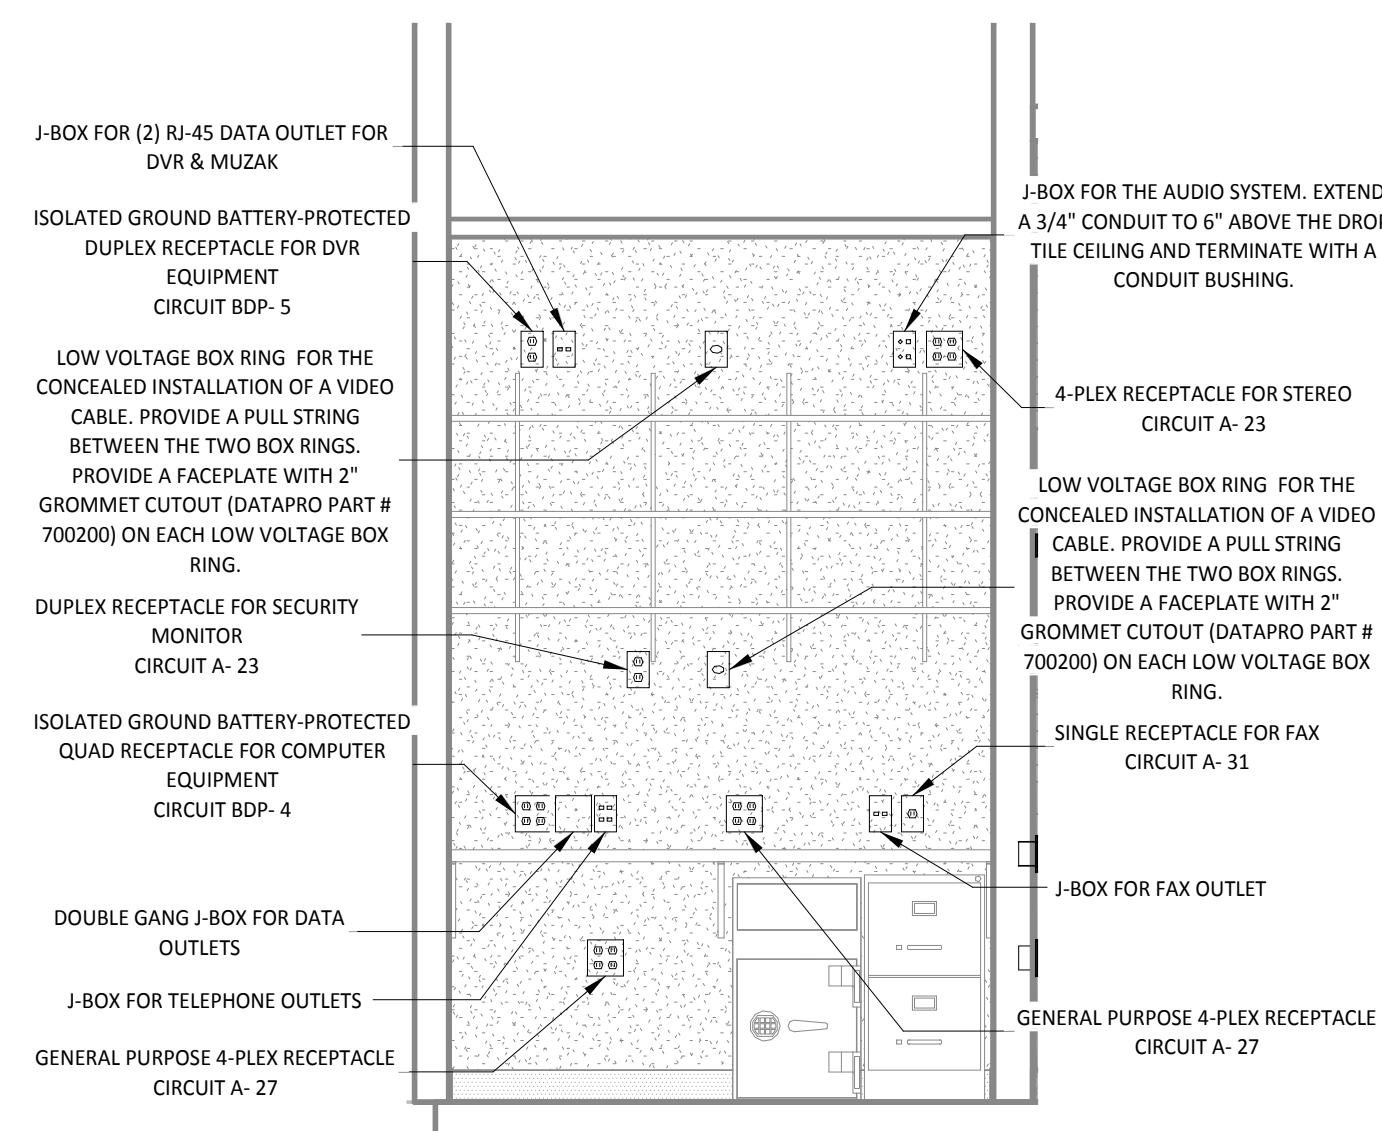 J-BOX FOR (2) RJ-45 DATA OUTLET FOR
DVR & MUZAK
ISOLATED GROUND BATTERY-PROTECTED
DUPLEX RECEPTACLE FOR DVR
EQUIPMENT
CIRCUIT BDP- 5
LOW VOLTAGE BOX RING FOR THE
CONCEALED INSTALLATION OF A VIDEO
CABLE. PROVIDE A PULL STRING
BETWEEN THE TWO BOX RINGS.
PROVIDE A FACEPLATE WITH 2"
GROMMET CUTOUT (DATAPRO PART #
700200) ON EACH LOW VOLTAGE BOX
RING.
DUPLEX RECEPTACLE FOR SECURITY
MONITOR
CIRCUIT A- 23
ISOLATED GROUND BATTERY-PROTECTED
QUAD RECEPTACLE FOR COMPUTER
EQUIPMENT
CIRCUIT BDP- 4
DOUBLE GANG J-BOX FOR DATA
OUTLETS
J-BOX FOR TELEPHONE OUTLETS
GENERAL PURPOSE 4-PLEX RECEPTACLE
CIRCUIT A- 27
J-BOX FOR THE AUDIO SYSTEM. EXTEND
A 3/4" CONDUIT TO 6" ABOVE THE DROP
TILE CEILING AND TERMINATE WITH A
CONDUIT BUSHING.
4-PLEX RECEPTACLE FOR STEREO
CIRCUIT A- 23
LOW VOLTAGE BOX RING FOR THE
CONCEALED INSTALLATION OF A VIDEO
CABLE. PROVIDE A PULL STRING
BETWEEN THE TWO BOX RINGS.
PROVIDE A FACEPLATE WITH 2"
GROMMET CUTOUT (DATAPRO PART #
700200) ON EACH LOW VOLTAGE BOX
RING.
SINGLE RECEPTACLE FOR FAX
CIRCUIT A- 31
J-BOX FOR FAX OUTLET
GENERAL PURPOSE 4-PLEX RECEPTACLE
CIRCUIT A- 27